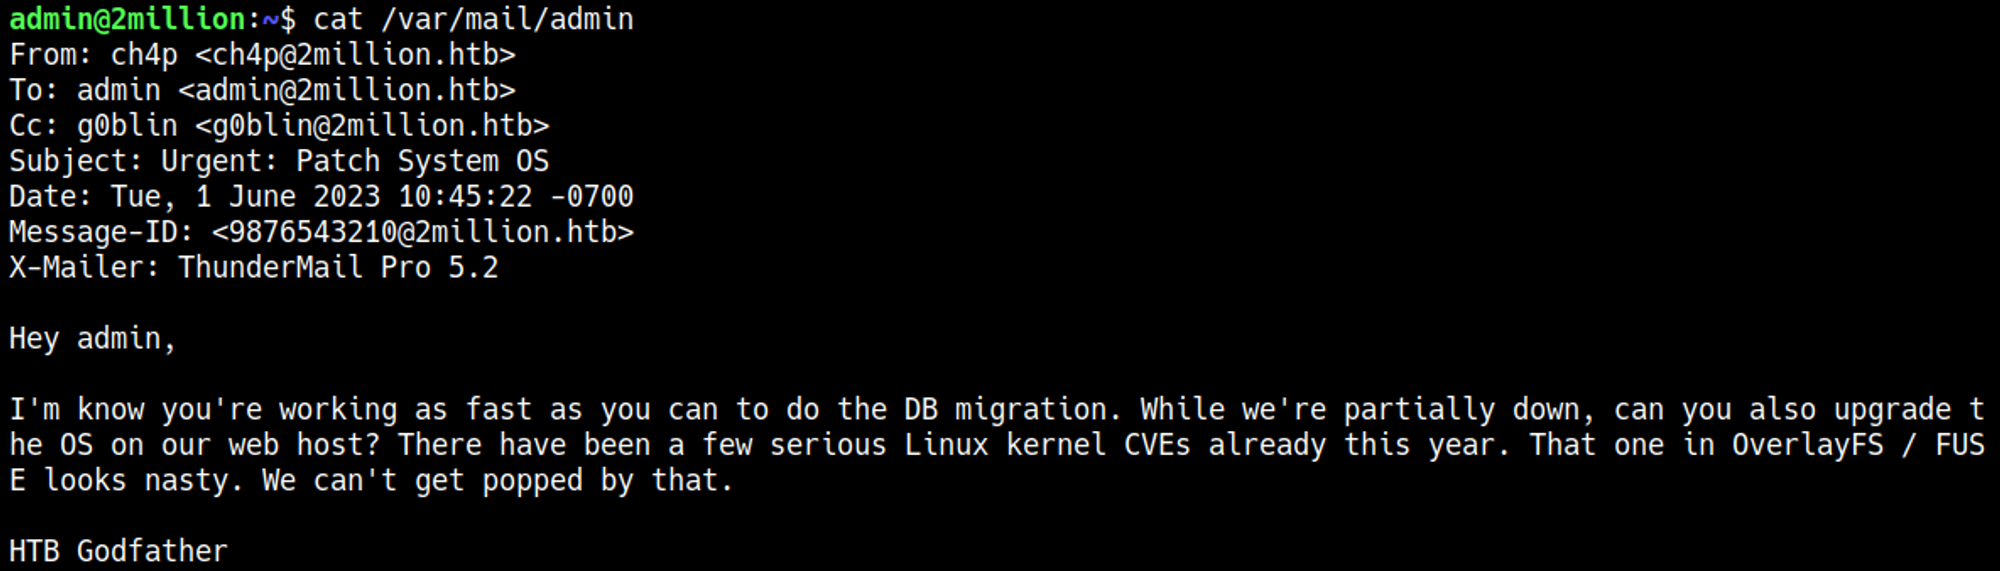 admin@2million:~$ cat /var/mail/admin
From: ch4p <ch4p@2million.htb>
To: admin <admin@2million.htb>
Cc: g0blin <g0blin@2million.htb>
Subject: Urgent: Patch System OS
Date: Tue, 1 June 2023 10:45:22 -0700
Message-ID: <9876543210@2million.htb>
X-Mailer: ThunderMail Pro 5.2
Hey admin,
I'm know you're working as fast as you can to do the DB migration. While we're partially down, can you also upgrade t
he OS on our web host? There have been a few serious Linux kernel CVEs already this year. That one in OverlayFS / FUS
E looks nasty. We can't get popped by that.
HTB Godfather